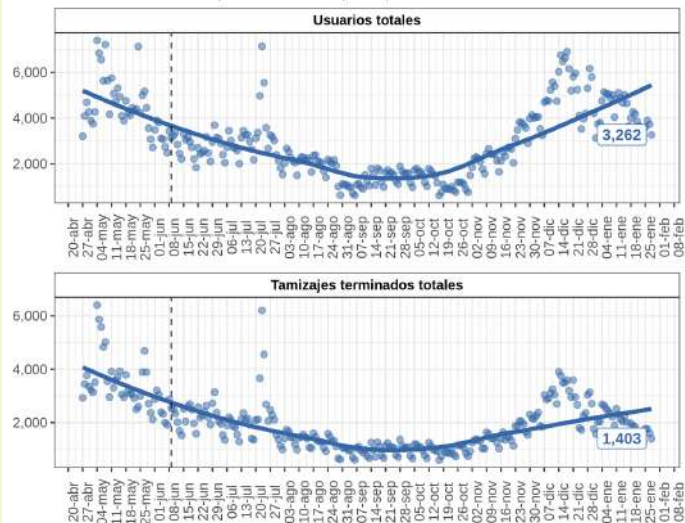 Usuarios totales
6,000
4,000
2,000
3,262
20-abr
27-abr
04-may
11-may
18-may
25-may
01-jun
08-jun
15-jun
22-jun
29-jun
06-jul
13-jul
20-jul
27-jul
03-ago
10-ago
17-ago
24-ago
31-ago
07-sep
14-sep
21-sep
28-sep
05-oct
12-oct
19-oct
26-oct
02-nov
09-nov
16-nov
23-nov
30-nov
07-dic
14-dic
21-dic
28-dic
04-ene
11-ene
18-ene
25-ene
01-feb
08-feb
Tamizajes terminados totales
6,000
4,000
2,000
1,403
20-abr
27-abr
04-may
11-may
18-may
25-may
01-jun
08-jun
15-jun
22-jun
29-jun
06-jul
13-jul
20-jul
27-jul
03-ago
10-ago
17-ago
24-ago
31-ago
07-sep
14-sep
21-sep
28-sep
05-oct
12-oct
19-oct
26-oct
02-nov
09-nov
16-nov
23-nov
30-nov
07-dic
14-dic
21-dic
28-dic
04-ene
11-ene
18-ene
25-ene
01-feb
08-feb